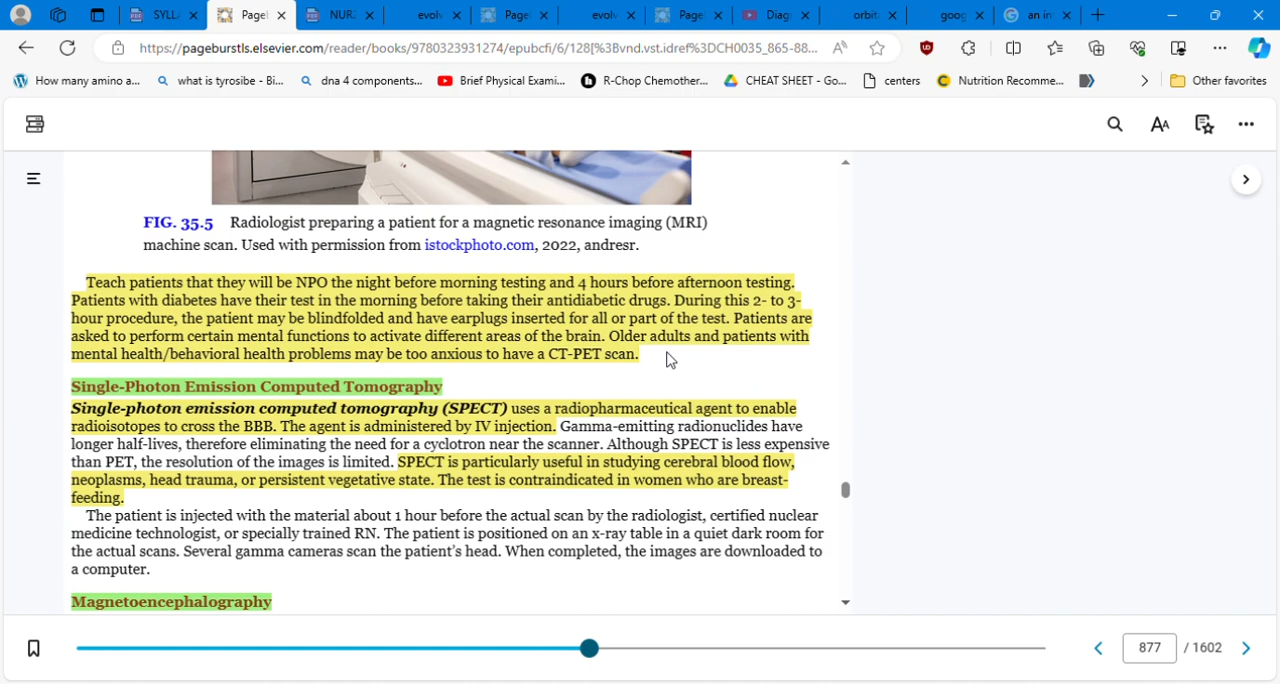 SYLL
PageI
NUR
evolv
Page
evolv
Page
Diag
orbit
goog
an in
https://pageburstls.elsevier.com/reader/books/9780323931274/epubcfi/6/128[%3Bvnd.vst.idref%3DCH0035_865-88...
How many amino a...
what is tyrosibe - Bi...
dna 4 components...
Brief Physical Exami...
R-Chop Chemother...
CHEAT SHEET - Go...
centers
Nutrition Recomme...
Other favorites
FIG. 35.5 Radiologist preparing a patient for a magnetic resonance imaging (MRI)
machine scan. Used with permission from istockphoto.com, 2022, andresr.
Teach patients that they will be NPO the night before morning testing and 4 hours before afternoon testing.
Patients with diabetes have their test in the morning before taking their antidiabetic drugs. During this 2- to 3-
hour procedure, the patient may be blindfolded and have earplugs inserted for all or part of the test. Patients are
asked to perform certain mental functions to activate different areas of the brain. Older adults and patients with
mental health/behavioral health problems may be too anxious to have a CT-PET scan.
Single-Photon Emission Computed Tomography
Single-photon emission computed tomography (SPECT) uses a radiopharmaceutical agent to enable
radioisotopes to cross the BBB. The agent is administered by IV injection. Gamma-emitting radionuclides have
longer half-lives, therefore eliminating the need for a cyclotron near the scanner. Although SPECT is less expensive
than PET, the resolution of the images is limited. SPECT is particularly useful in studying cerebral blood flow,
neoplasms, head trauma, or persistent vegetative state. The test is contraindicated in women who are breast-
feeding.
The patient is injected with the material about 1 hour before the actual scan by the radiologist, certified nuclear
medicine technologist, or specially trained RN. The patient is positioned on an x-ray table in a quiet dark room for
the actual scans. Several gamma cameras scan the patient's head. When completed, the images are downloaded to
a computer.
Magnetoencephalography
877 / 1602